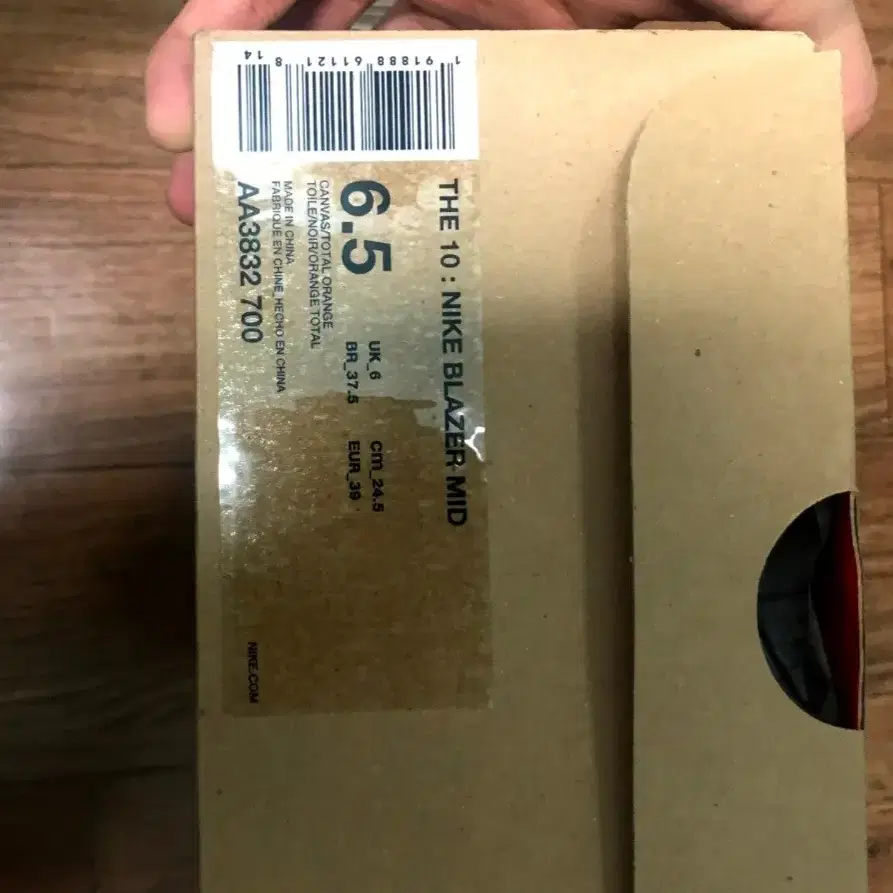 THE 10 : NIKE BLAZER MID
6.5
UK_6 cm_24.5
BR_37.5 EUR_39
CANVAS/TOTAL ORANGE
TOILE/NOIR/ORANGE TOTAL
MADE IN CHINA
FABRIQUE EN CHINE HECHO EN CHINA
AA3832 700
NIKE.COM
1 91888 61121 8 14